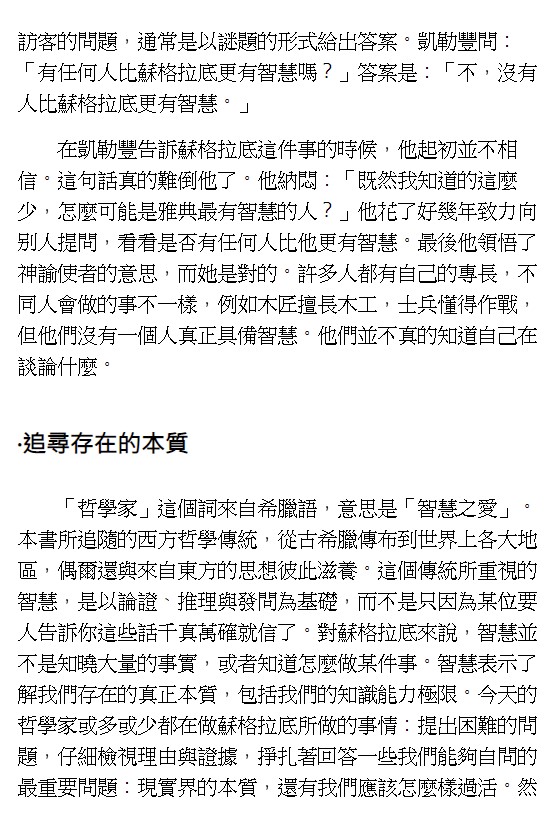 訪客的問題，通常是以謎題的形式給出答案。凱勒豐問：
「有任何人比蘇格拉底更有智慧嗎？」答案是：「不，沒有
人比蘇格拉底更有智慧。」
在凱勒豐告訴蘇格拉底這件事的時候，他起初並不相
信。這句話真的難倒他了。他納悶：「既然我知道的這麼
少，怎麼可能是雅典最有智慧的人？」他花了好幾年致力向
別人提問，看看是否有任何人比他更有智慧。最後他領悟了
神諭使者的意思，而她是對的。許多人都有自己的專長，不
同人會做的事不一樣，例如木匠擅長木工，士兵懂得作戰，
但他們沒有一個人真正具備智慧。他們並不真的知道自己在
談論什麼。
·追尋存在的本質
「哲學家」這個詞來自希臘語，意思是「智慧之愛」。
本書所追隨的西方哲學傳統，從古希臘傳布到世界上各大地
區，偶爾還與來自東方的思想彼此滋養。這個傳統所重視的
智慧，是以論證、推理與發問為基礎，而不是只因為某位要
人告訴你這些話千真萬確就信了。對蘇格拉底來說，智慧並
不是知曉大量的事實，或者知道怎麼做某件事。智慧表示了
解我們存在的真正本質，包括我們的知識能力極限。今天的
哲學家或多或少都在做蘇格拉底所做的事情：提出困難的問
題，仔細檢視理由與證據，掙扎著回答一些我們能夠自問的
最重要問題：現實界的本質，還有我們應該怎麼樣過活。然